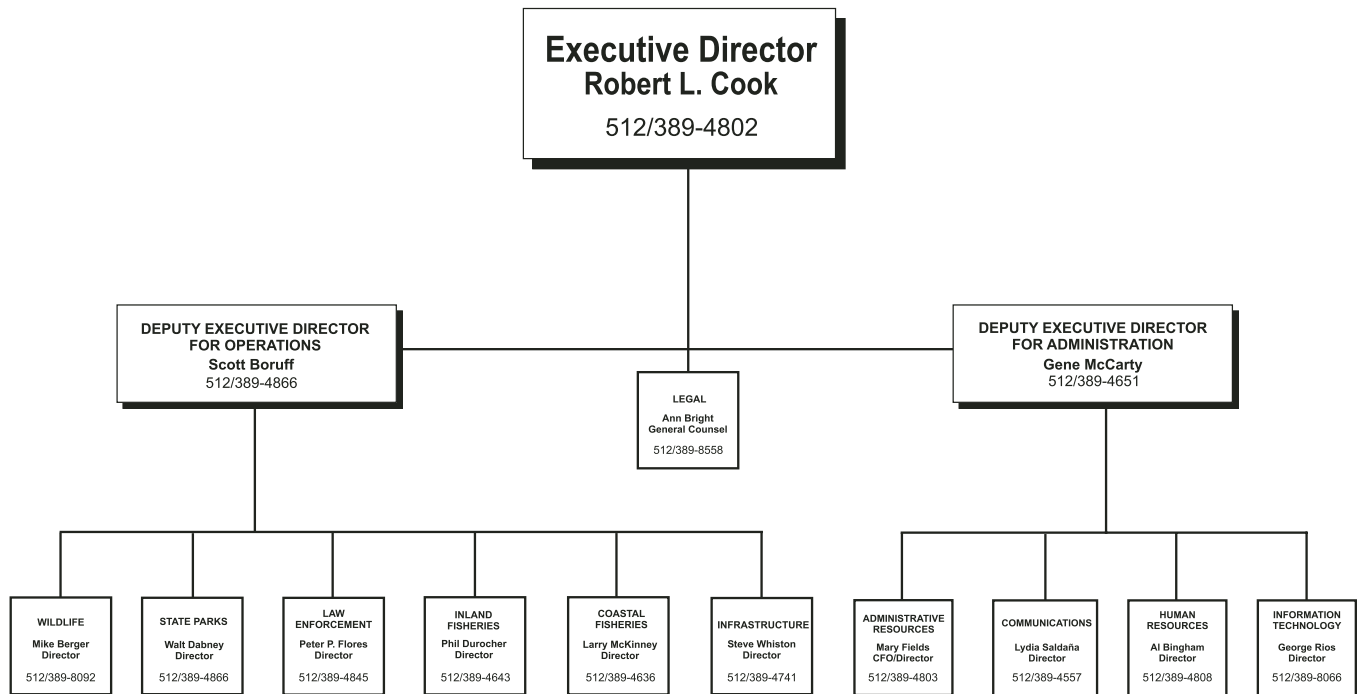 Executive Director
Robert L. Cook
512/389-4802
DEPUTY EXECUTIVE DIRECTOR
FOR OPERATIONS
Scott Boruff
512/389-4866
DEPUTY EXECUTIVE DIRECTOR
FOR ADMINISTRATION
Gene McCarty
512/389-4651
LEGAL
Ann Bright
General Counsel
512/389-8558
WILDLIFE
Mike Berger
Director
512/389-8092
STATE PARKS
Walt Dabney
Director
512/389-4866
LAW
ENFORCEMENT
Peter P. Flores
Director
512/389-4845
INLAND
FISHERIES
Phil Durocher
Director
512/389-4643
COASTAL
FISHERIES
Larry McKinney
Director
512/389-4636
INFRASTRUCTURE
Steve Whiston
Director
512/389-4741
ADMINISTRATIVE
RESOURCES
Mary Fields
CFO/Director
512/389-4803
COMMUNICATIONS
Lydia Saldaña
Director
512/389-4557
HUMAN
RESOURCES
Al Bingham
Director
512/389-4808
INFORMATION
TECHNOLOGY
George Rios
Director
512/389-8066